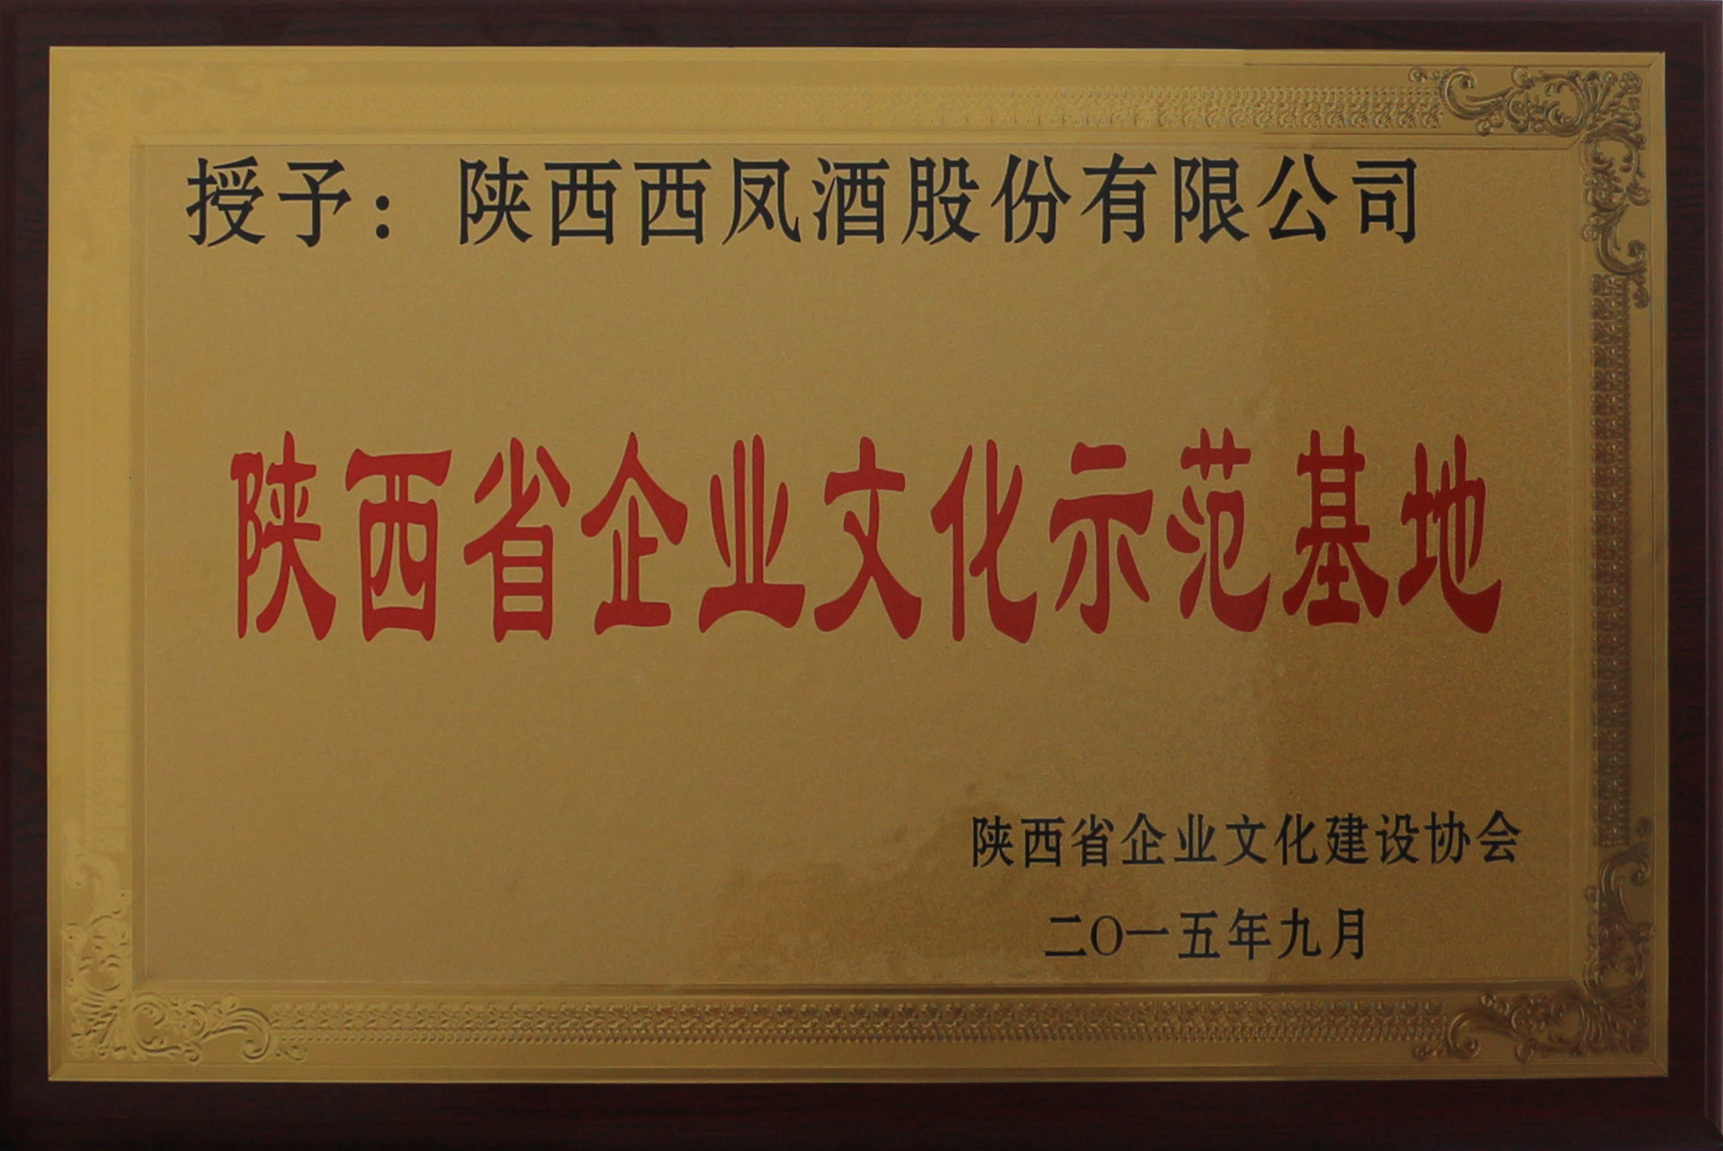 授予：陕西西凤酒股份有限公司
陕西省企业文化示范基地
陕西省企业文化建设协会
二〇一五年九月